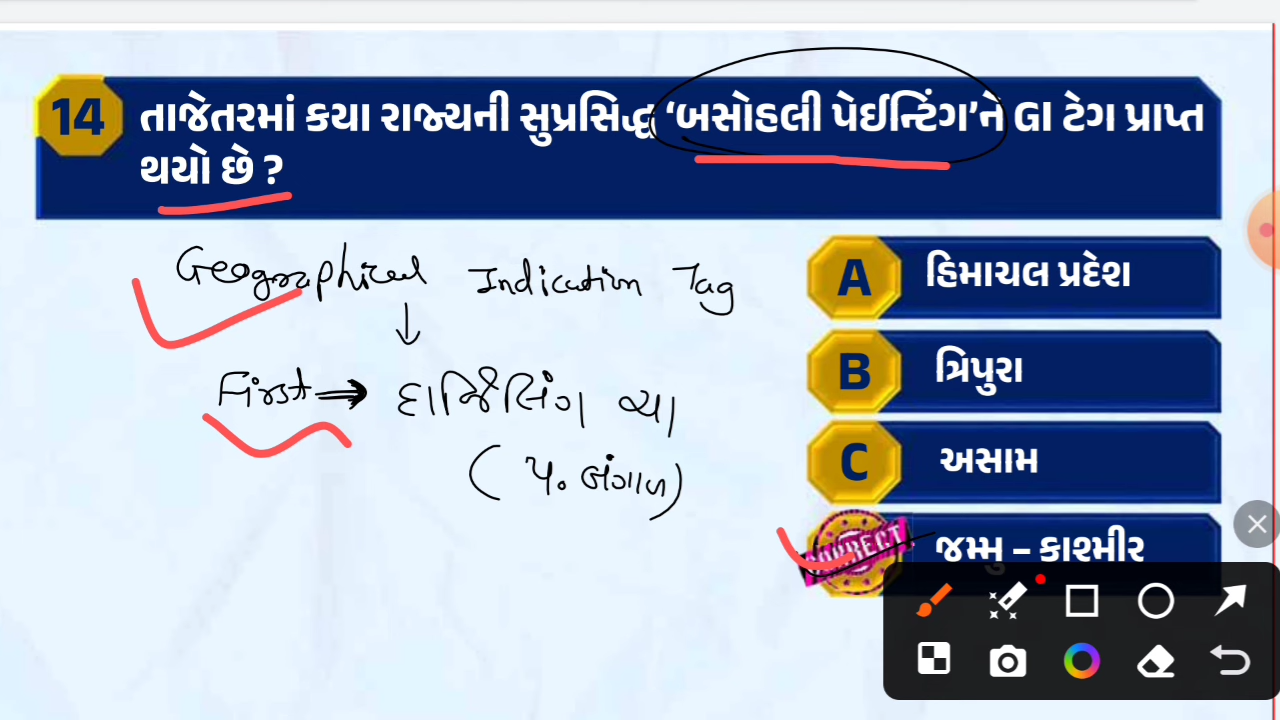 14 તાજેતરમાં કયા રાજ્યની સુપ્રસિદ્ધ 'બસોહલી પેઈન્ટિંગ'ને GI ટેગ પ્રાપ્ત
થયો છે ?
Geographical Indication Tag
First ⇒ દાર્જિલિંગ ચા
(પ. બંગાળ)
A હિમાચલ પ્રદેશ
B ત્રિપુરા
C અસામ
CORRECT જમ્મુ – કાશ્મીર